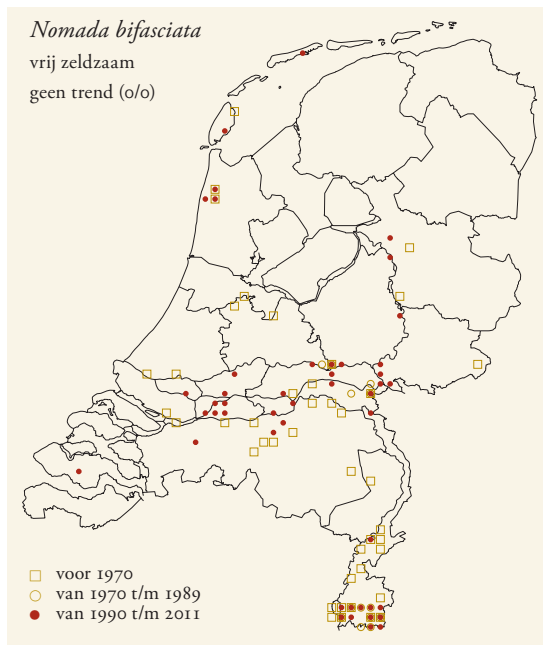 Nomada bifasciata
vrij zeldzaam
geen trend (0/0)
voor 1970
van 1970 t/m 1989
van 1990 t/m 2011